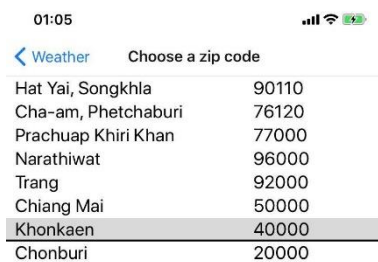 01:05
Weather Choose a zip code
Hat Yai, Songkhla 90110
Cha-am, Phetchaburi 76120
Prachuap Khiri Khan 77000
Narathiwat 96000
Trang 92000
Chiang Mai 50000
Khonkaen 40000
Chonburi 20000